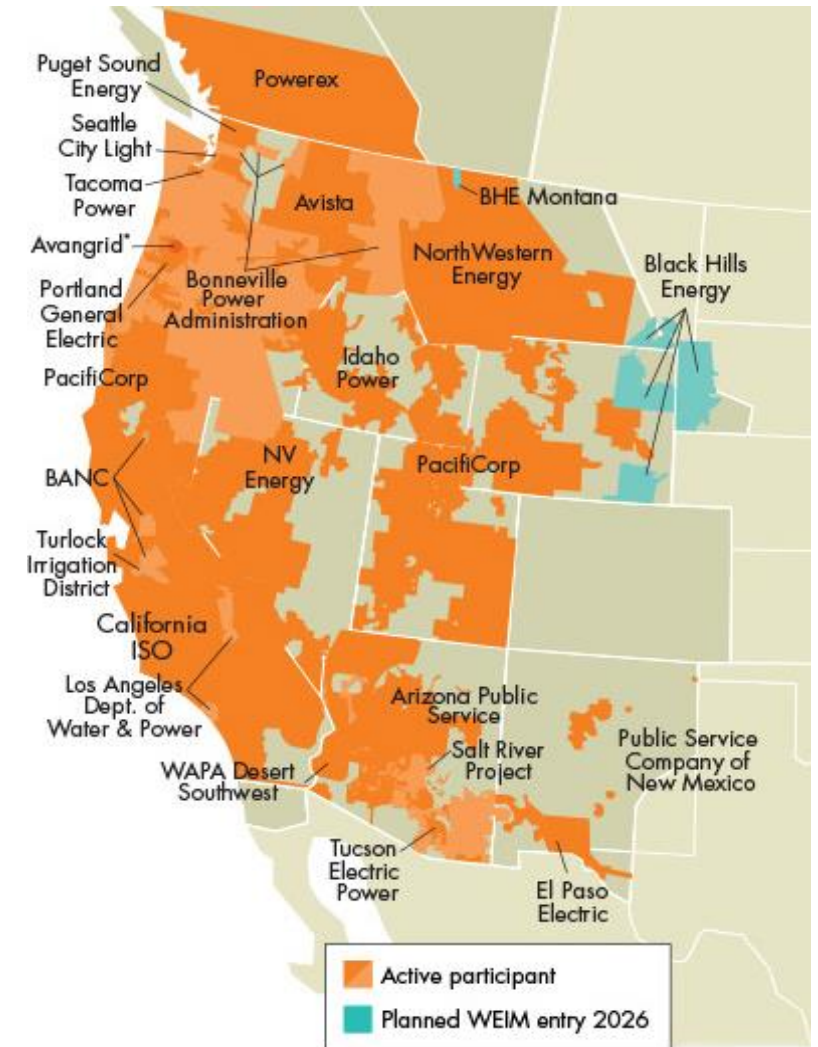 Puget Sound
Energy
Powerex
Seattle
City Light
Tacoma
Power
Avista
BHE Montana
Avangrid*
NorthWestern
Energy
Black Hills
Energy
Bonneville
Power
Administration
Portland
General
Electric
PacifiCorp
Idaho
Power
NV
Energy
PacifiCorp
BANC
Turlock
Irrigation
District
California
ISO
Los Angeles
Dept. of
Water & Power
Arizona Public
Service
Salt River
Project
Public Service
Company of
New Mexico
WAPA Desert
Southwest
Tucson
Electric
Power
El Paso
Electric
Active participant
Planned WEIM entry 2026